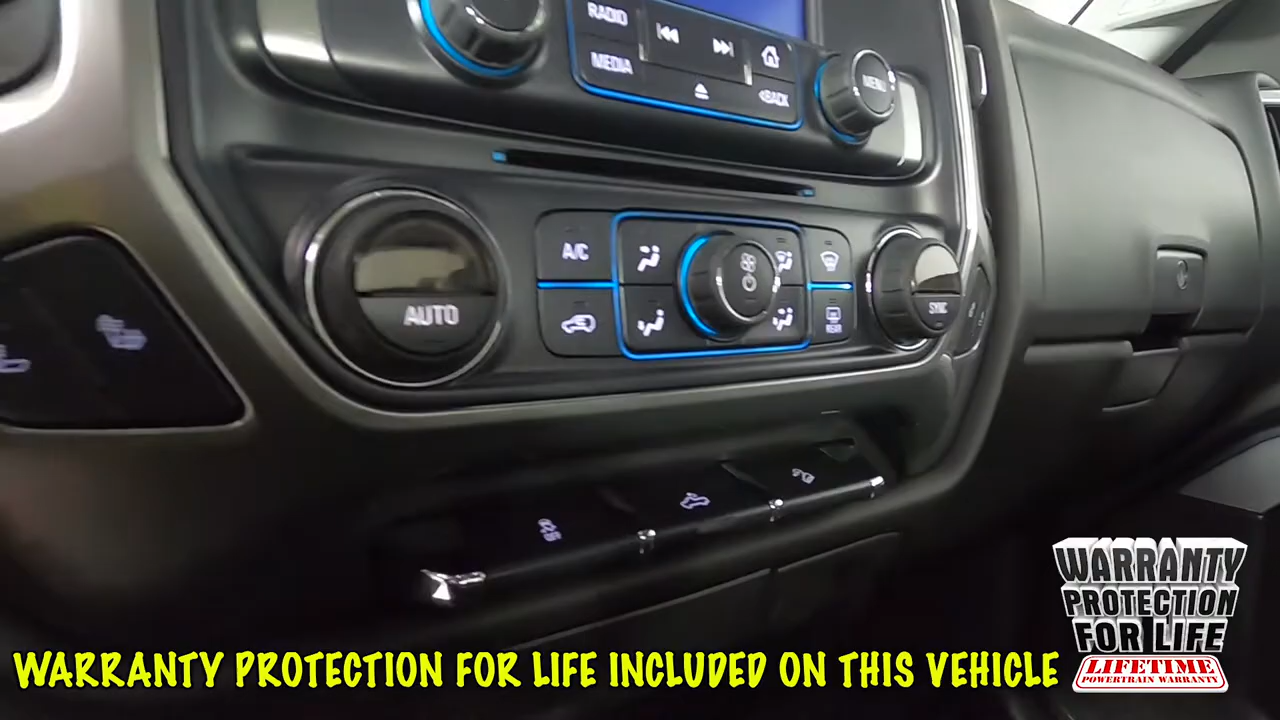 RADIO
MEDIA
MENU
BACK
A/C
AUTO
REAR
SYNC
WARRANTY PROTECTION FOR LIFE INCLUDED ON THIS VEHICLE
WARRANTY
PROTECTION
FOR LIFE
LIFETIME
POWERTRAIN WARRANTY